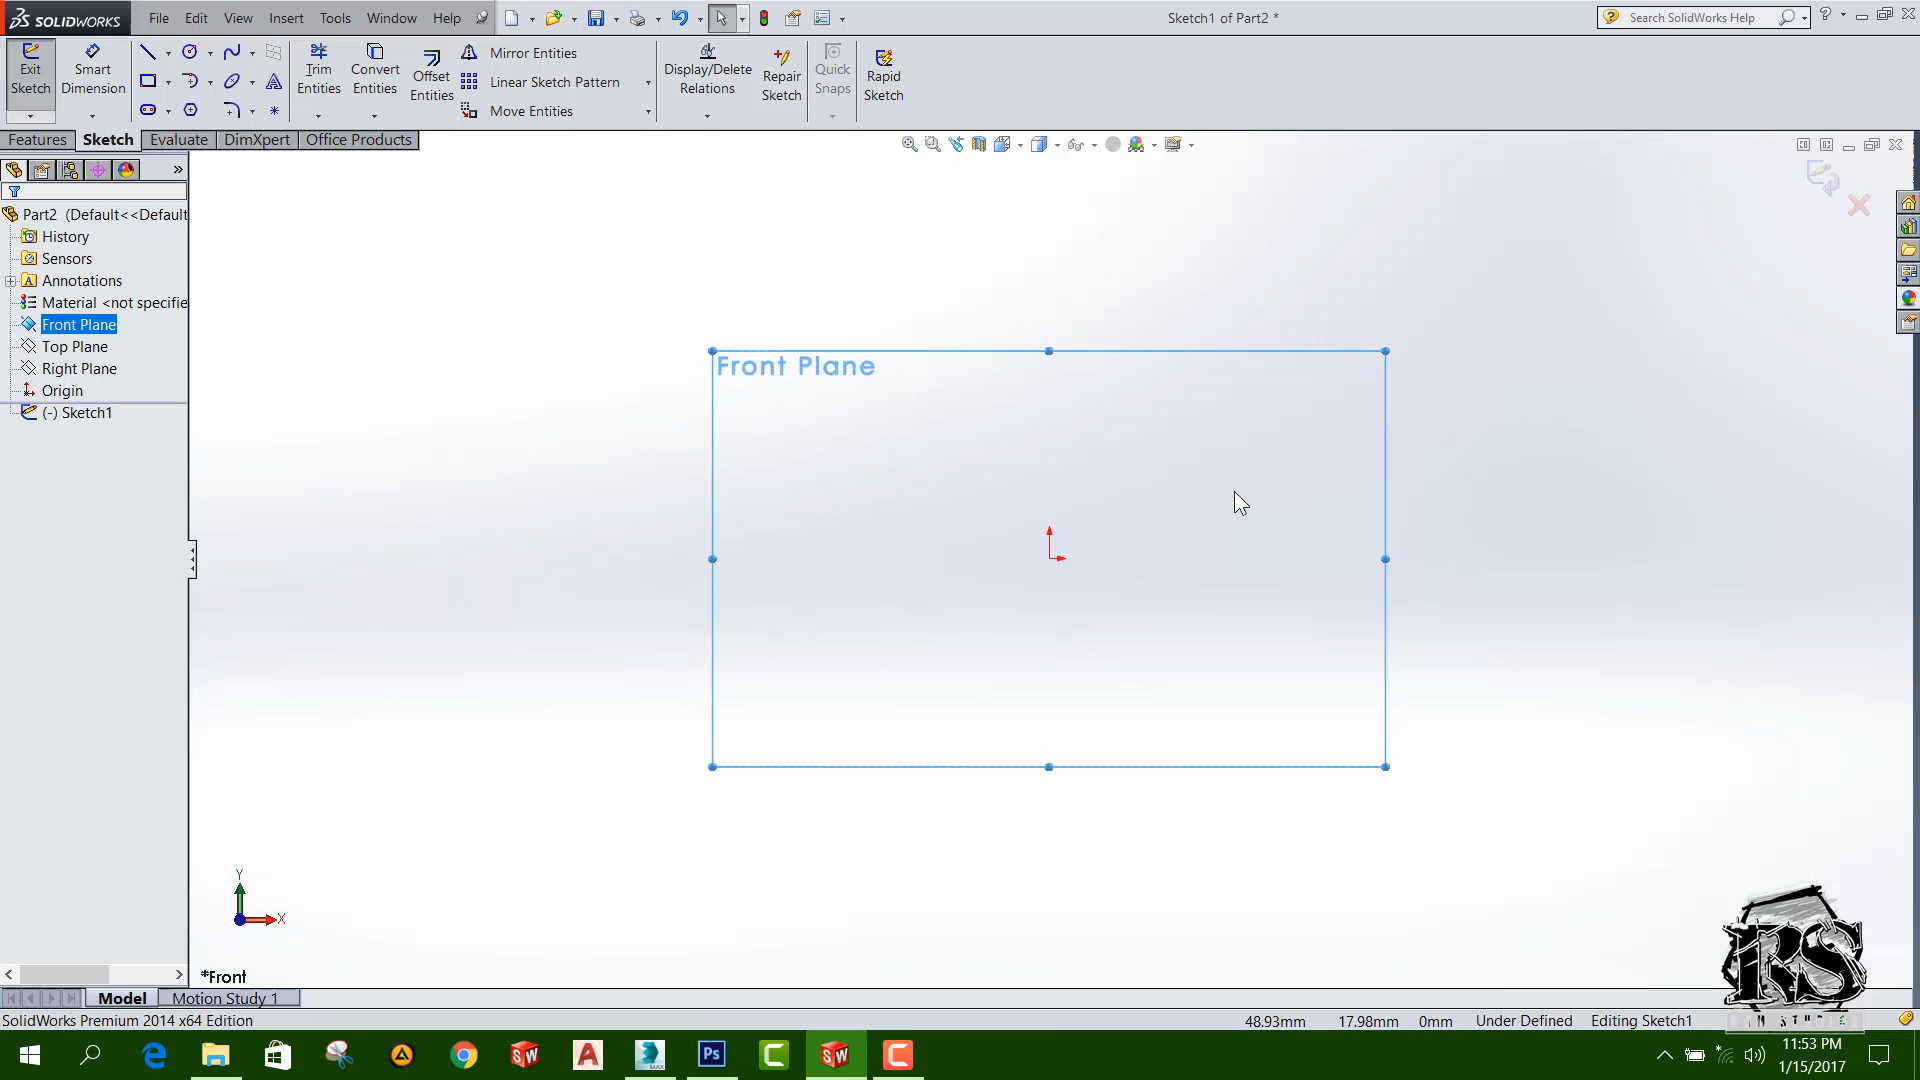 SOLIDWORKS File Edit View Insert Tools Window Help Sketch1 of Part2 * Search SolidWorks Help
Exit Sketch
Smart Dimension
Trim Entities
Convert Entities
Offset Entities
Mirror Entities
Linear Sketch Pattern
Move Entities
Display/Delete Relations
Repair Sketch
Quick Snaps
Rapid Sketch
Features Sketch Evaluate DimXpert Office Products
Part2 (Default<<Default
History
Sensors
Annotations
Material <not specifie
Front Plane
Top Plane
Right Plane
Origin
(-) Sketch1
Front Plane
Y
X
*Front
Model Motion Study 1
SolidWorks Premium 2014 x64 Edition 48.93mm 17.98mm 0mm Under Defined Editing Sketch1
RS
11:53 PM
1/15/2017